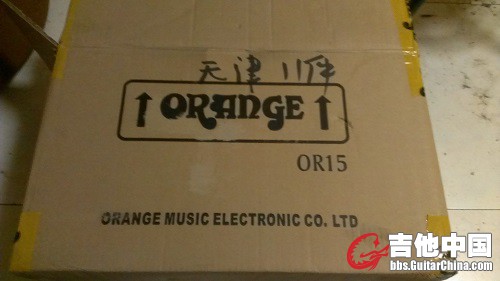 天津 11件
ORANGE
OR15
ORANGE MUSIC ELECTRONIC CO. LTD
吉他中国
bbs.GuitarChina.com